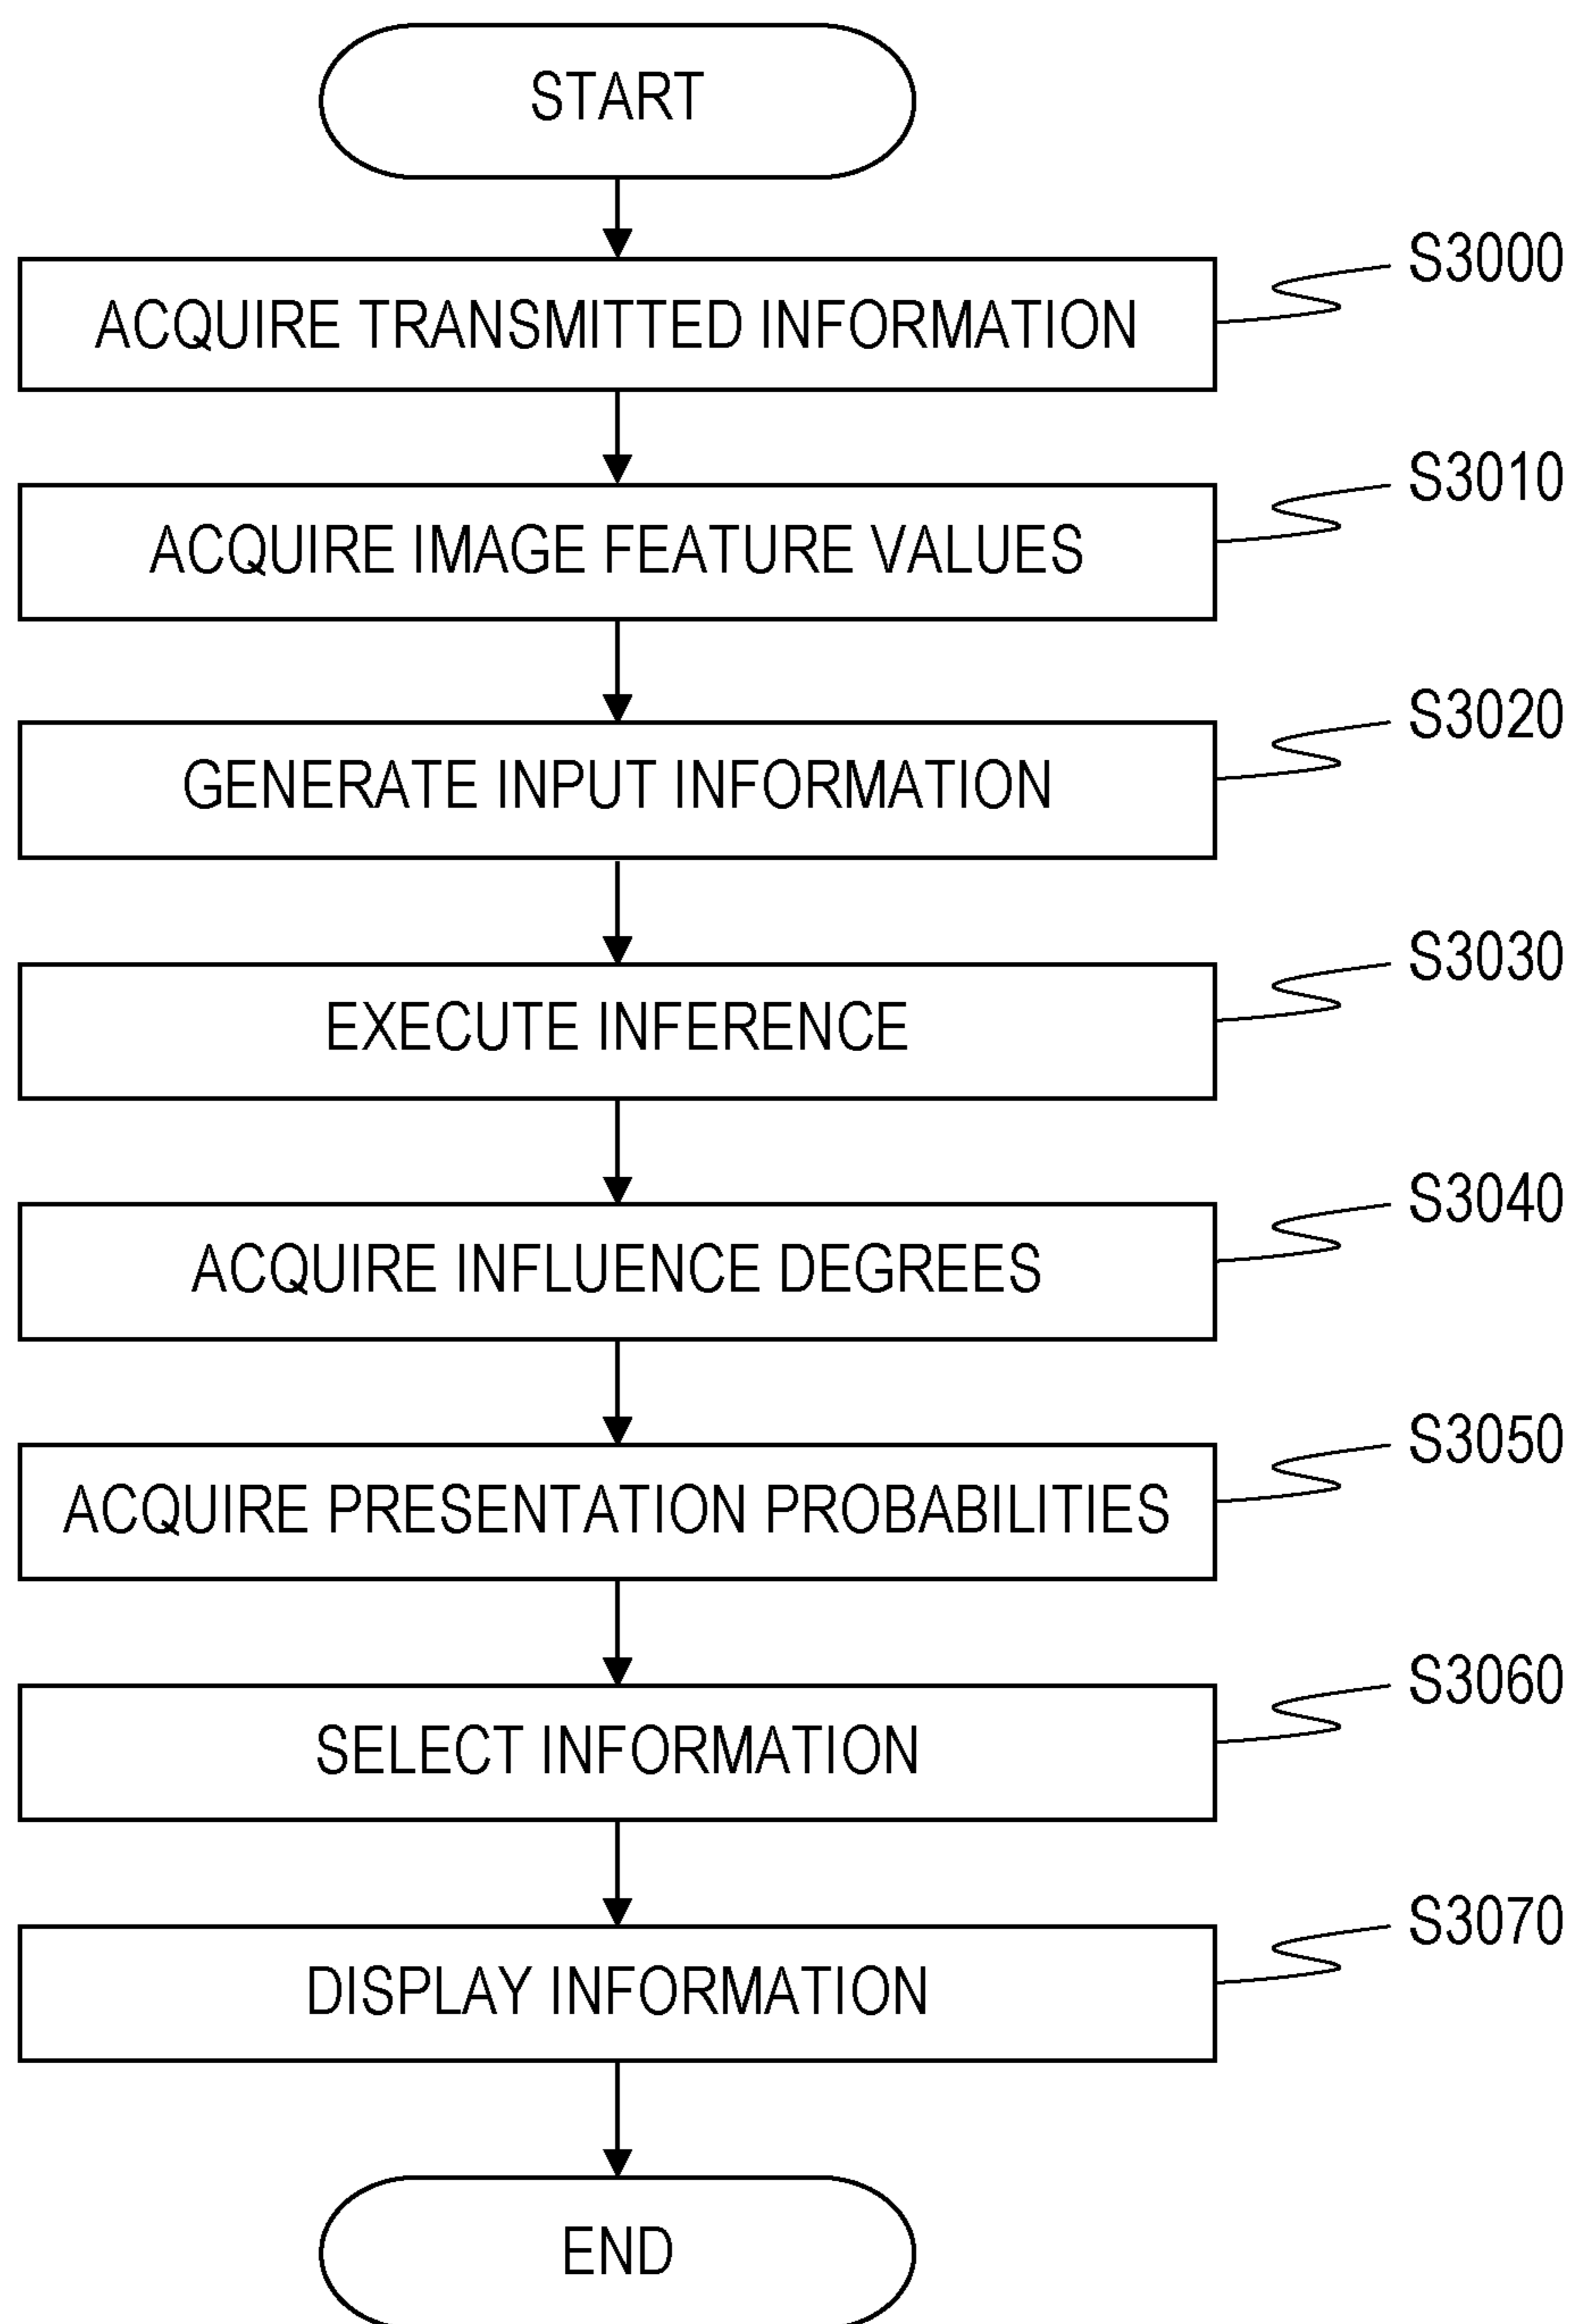 START
S3000
ACQUIRE TRANSMITTED INFORMATION
S3010
ACQUIRE IMAGE FEATURE VALUES
S3020
GENERATE INPUT INFORMATION
S3030
EXECUTE INFERENCE
S3040
ACQUIRE INFLUENCE DEGREES
S3050
ACQUIRE PRESENTATION PROBABILITIES
S3060
SELECT INFORMATION
S3070
DISPLAY INFORMATION
END